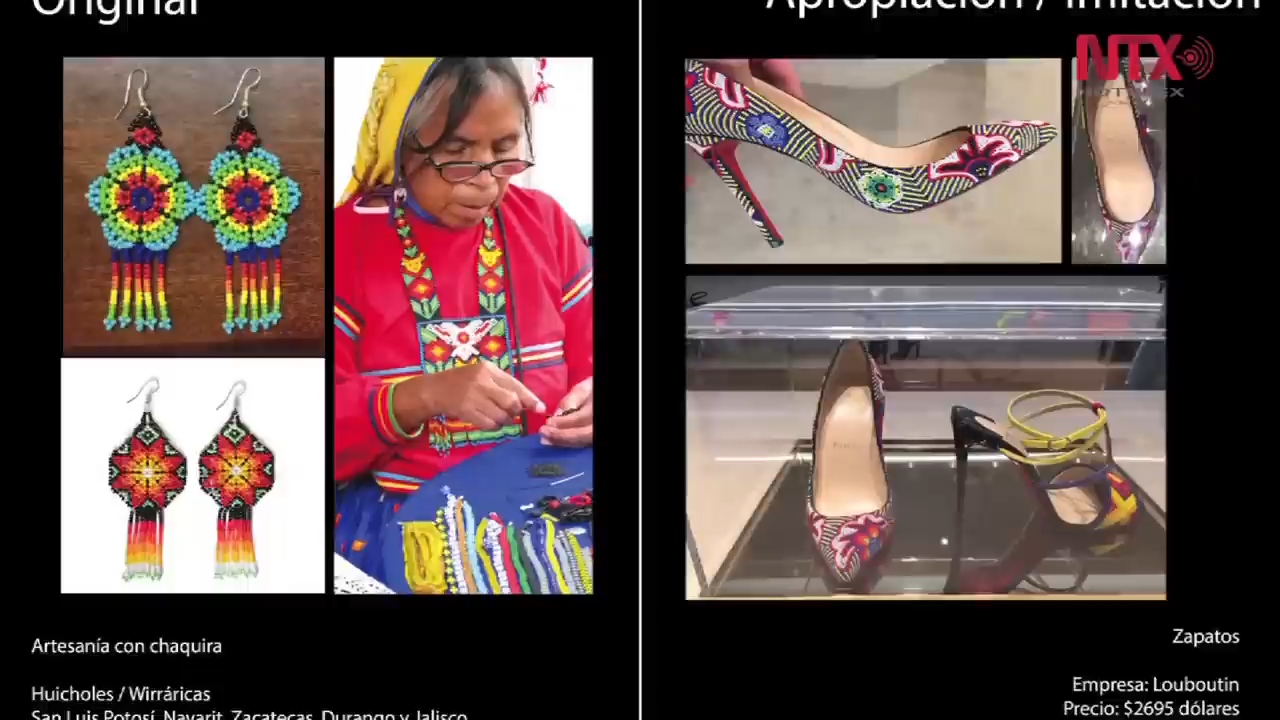 Original
Apropiación / Imitación
NTX
Artesanía con chaquira
Huicholes / Wirráricas
San Luis Potosí, Nayarit, Zacatecas, Durango y Jalisco
Zapatos
Empresa: Louboutin
Precio: $2695 dólares